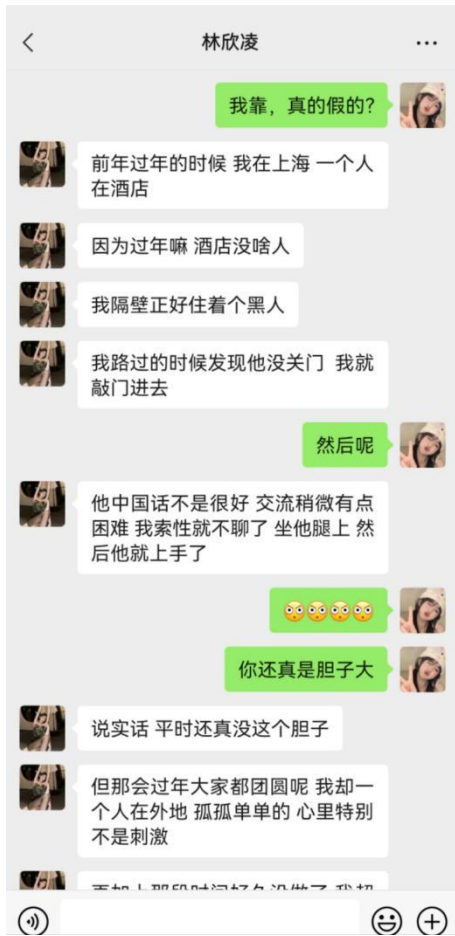 林欣凌
我靠，真的假的？
前年过年的时候 我在上海 一个人
在酒店
因为过年嘛 酒店没啥人
我隔壁正好住着个黑人
我路过的时候发现他没关门 我就
敲门进去
然后呢
他中国话不是很好 交流稍微有点
困难 我索性就不聊了 坐他腿上 然
后他就上手了
你还真是胆子大
说实话 平时还真没这个胆子
但那会过年大家都团圆呢 我却一
个人在外地 孤孤单单的 心里特别
不是刺激